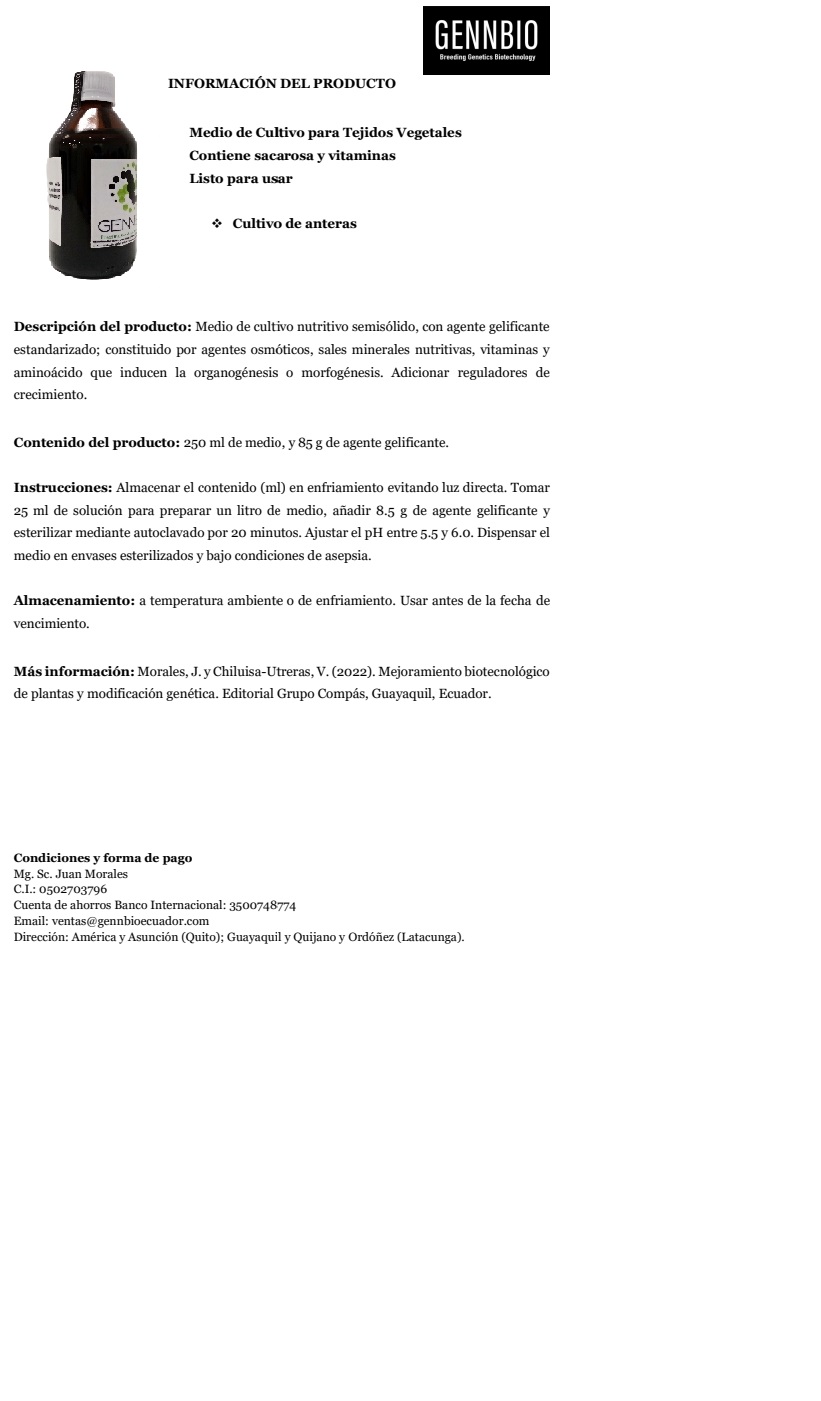 GENNBIO
Breeding Genetics Biotechnology
INFORMACIÓN DEL PRODUCTO
Medio de Cultivo para Tejidos Vegetales
Contiene sacarosa y vitaminas
Listo para usar
❖ Cultivo de anteras
GENN
Descripción del producto: Medio de cultivo nutritivo semisólido, con agente gelificante
estandarizado; constituido por agentes osmóticos, sales minerales nutritivas, vitaminas y
aminoácido que inducen la organogénesis o morfogénesis. Adicionar reguladores de
crecimiento.
Contenido del producto: 250 ml de medio, y 85 g de agente gelificante.
Instrucciones: Almacenar el contenido (ml) en enfriamiento evitando luz directa. Tomar
25 ml de solución para preparar un litro de medio, añadir 8.5 g de agente gelificante y
esterilizar mediante autoclavado por 20 minutos. Ajustar el pH entre 5.5 y 6.0. Dispensar el
medio en envases esterilizados y bajo condiciones de asepsia.
Almacenamiento: a temperatura ambiente o de enfriamiento. Usar antes de la fecha de
vencimiento.
Más información: Morales, J. y Chiluisa-Utreras, V. (2022). Mejoramiento biotecnológico
de plantas y modificación genética. Editorial Grupo Compás, Guayaquil, Ecuador.
Condiciones y forma de pago
Mg. Sc. Juan Morales
C.I.: 0502703796
Cuenta de ahorros Banco Internacional: 3500748774
Email: ventas@gennbioecuador.com
Dirección: América y Asunción (Quito); Guayaquil y Quijano y Ordóñez (Latacunga).